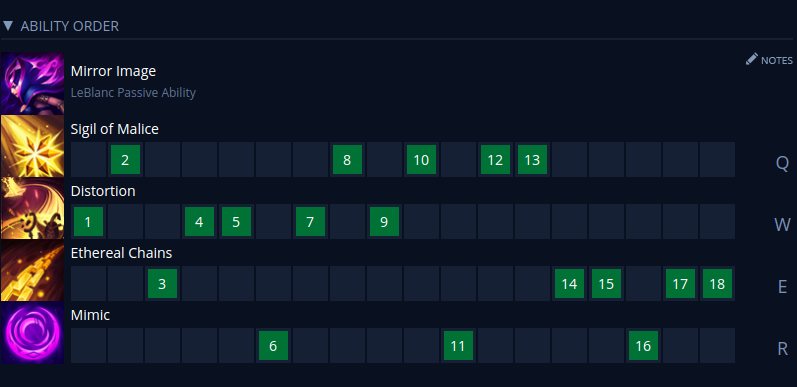 ▼ ABILITY ORDER
Mirror Image
NOTES
LeBlanc Passive Ability
Sigil of Malice
2 8 10 12 13 Q
Distortion
1 4 5 7 9 W
Ethereal Chains
3 14 15 17 18 E
Mimic
6 11 16 R